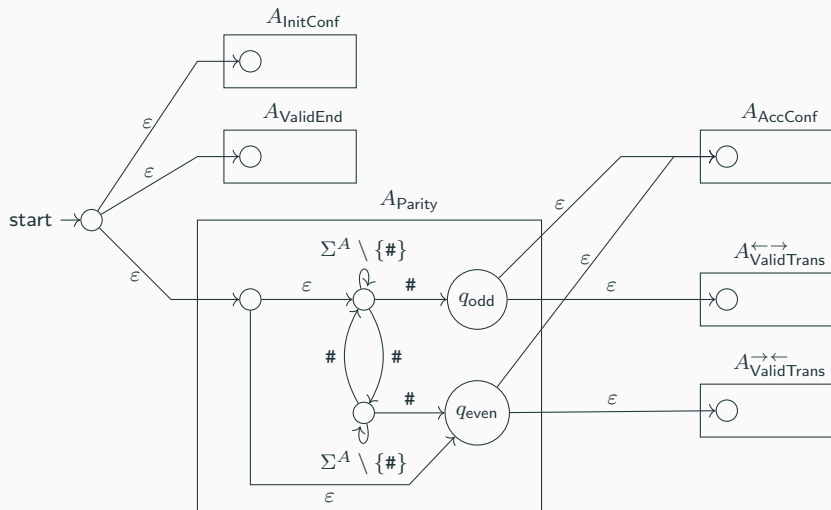 A_InitConf
ε
A_ValidEnd
ε
start
ε
A_Parity
Σ^A \ {#}
ε
#
q_odd
#
#
#
q_even
Σ^A \ {#}
ε
ε
ε
A_AccConf
ε
A^←→_ValidTrans
ε
A^→←_ValidTrans